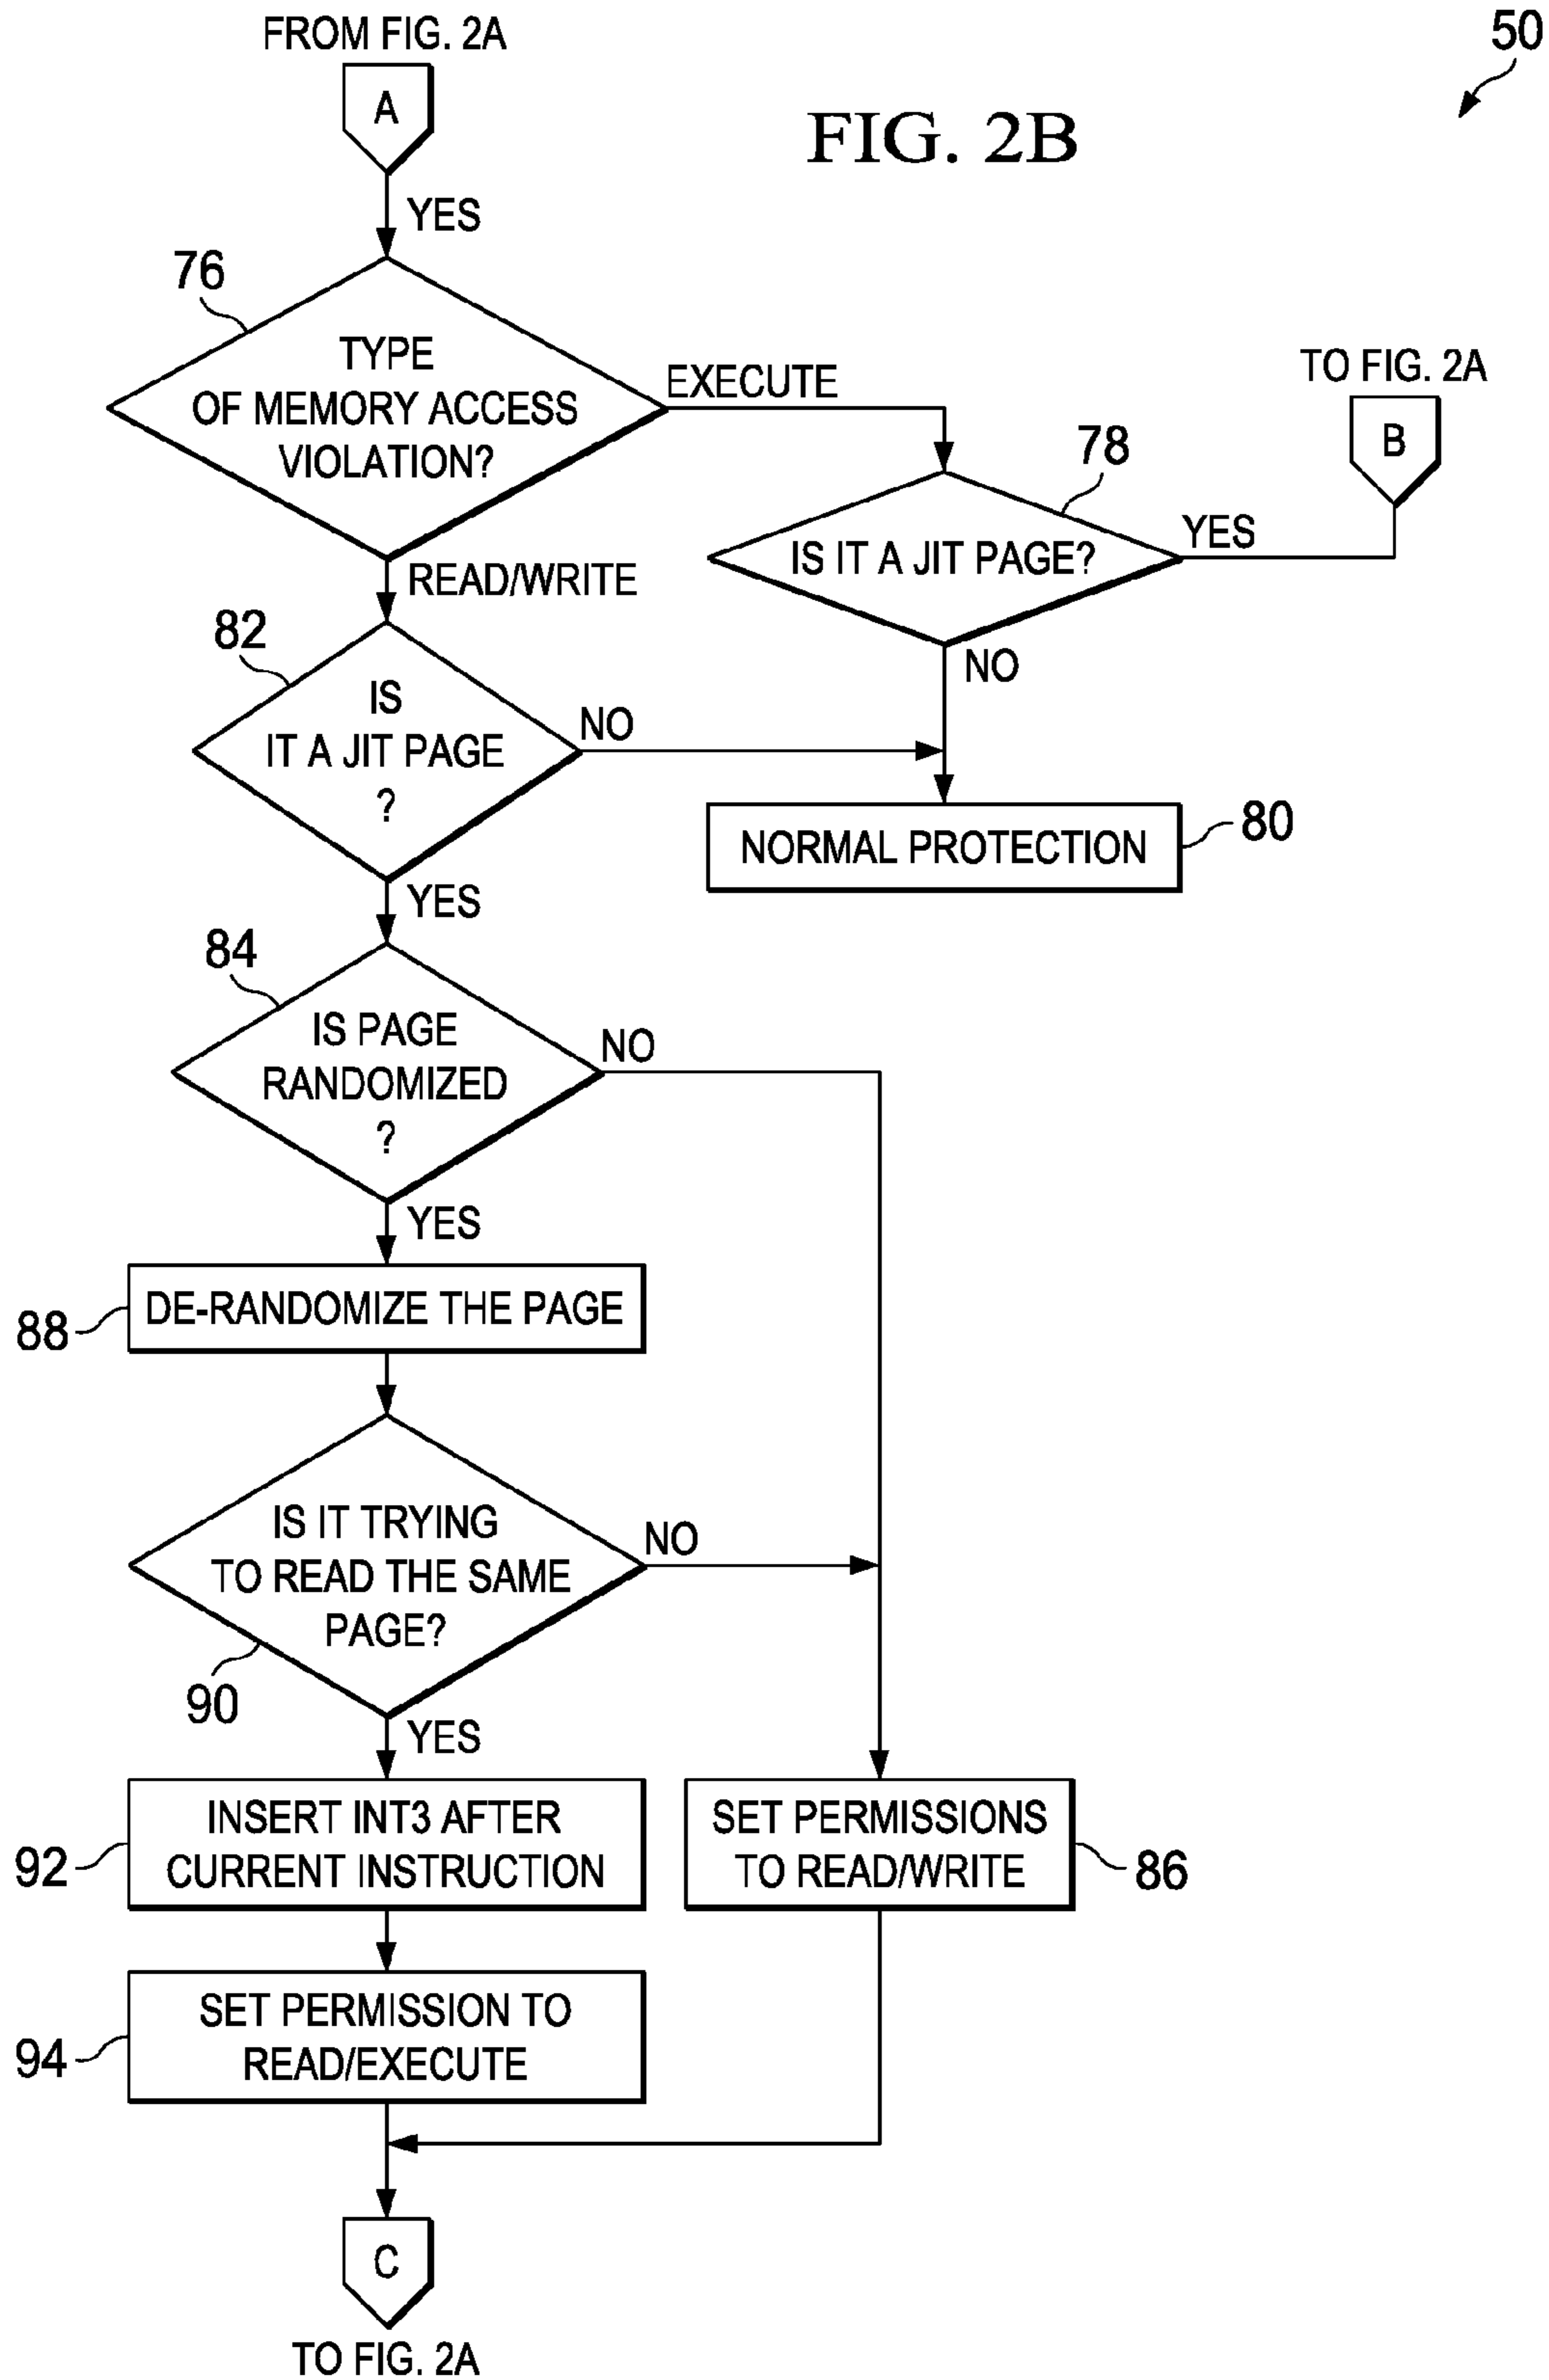 FROM FIG. 2A
50
A
FIG. 2B
YES
76
TYPE
OF MEMORY ACCESS
VIOLATION?
EXECUTE
TO FIG. 2A
B
78
IS IT A JIT PAGE?
YES
READ/WRITE
NO
82
IS
IT A JIT PAGE
?
NO
NORMAL PROTECTION
80
YES
84
IS PAGE
RANDOMIZED
?
NO
YES
DE-RANDOMIZE THE PAGE
88
IS IT TRYING
TO READ THE SAME
PAGE?
NO
90
YES
INSERT INT3 AFTER
CURRENT INSTRUCTION
92
SET PERMISSIONS
TO READ/WRITE
86
SET PERMISSION TO
READ/EXECUTE
94
C
TO FIG. 2A